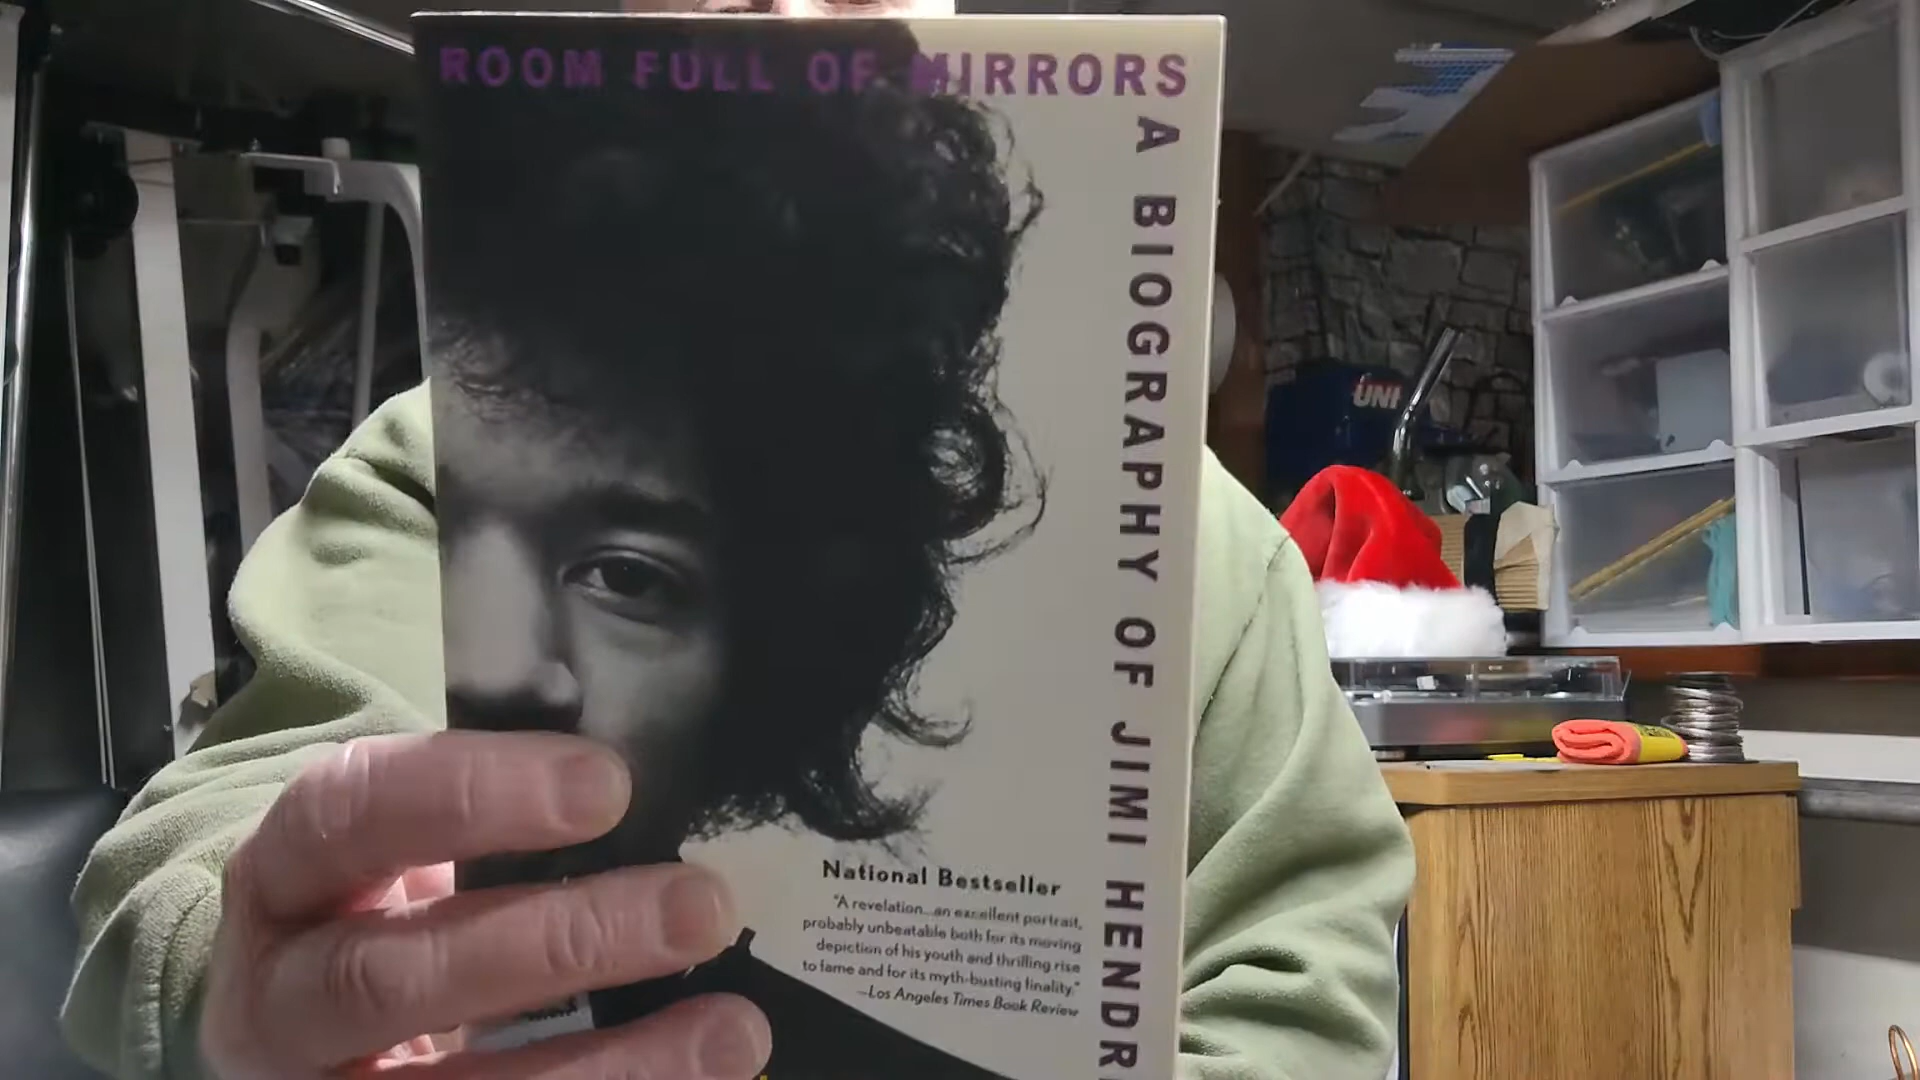 ROOM FULL OF MIRRORS
A BIOGRAPHY OF JIMI HENDR
National Bestseller
"A revelation...an excellent portrait,
probably unbeatable both for its moving
depiction of his youth and thrilling rise
to fame and for its myth-busting finality."
—Los Angeles Times Book Review
UNI